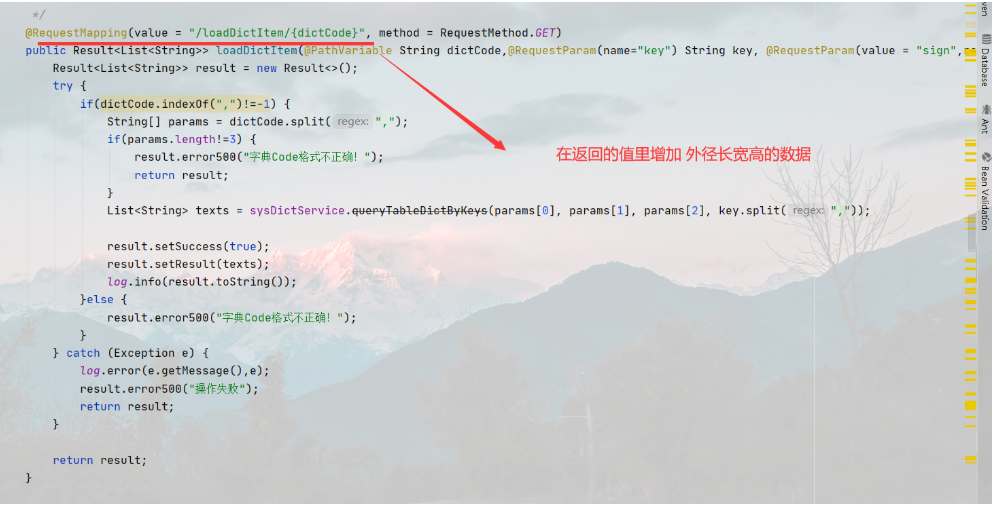 */
@RequestMapping(value = "/loadDictItem/{dictCode}", method = RequestMethod.GET)
public Result<List<String>> loadDictItem(@PathVariable String dictCode,@RequestParam(name="key") String key, @RequestParam(value = "sign",
Result<List<String>> result = new Result<>();
try {
if(dictCode.indexOf(",")!=-1) {
String[] params = dictCode.split( regex: ",");
if(params.length!=3) {
result.error500("字典Code格式不正确！");
return result;
}
在返回的值里增加 外径长宽高的数据
List<String> texts = sysDictService.queryTableDictByKeys(params[0], params[1], params[2], key.split( regex: ","));
result.setSuccess(true);
result.setResult(texts);
log.info(result.toString());
}else {
result.error500("字典Code格式不正确！");
}
} catch (Exception e) {
log.error(e.getMessage(),e);
result.error500("操作失败");
return result;
}
return result;
}
Database
Ant
Bean Validation